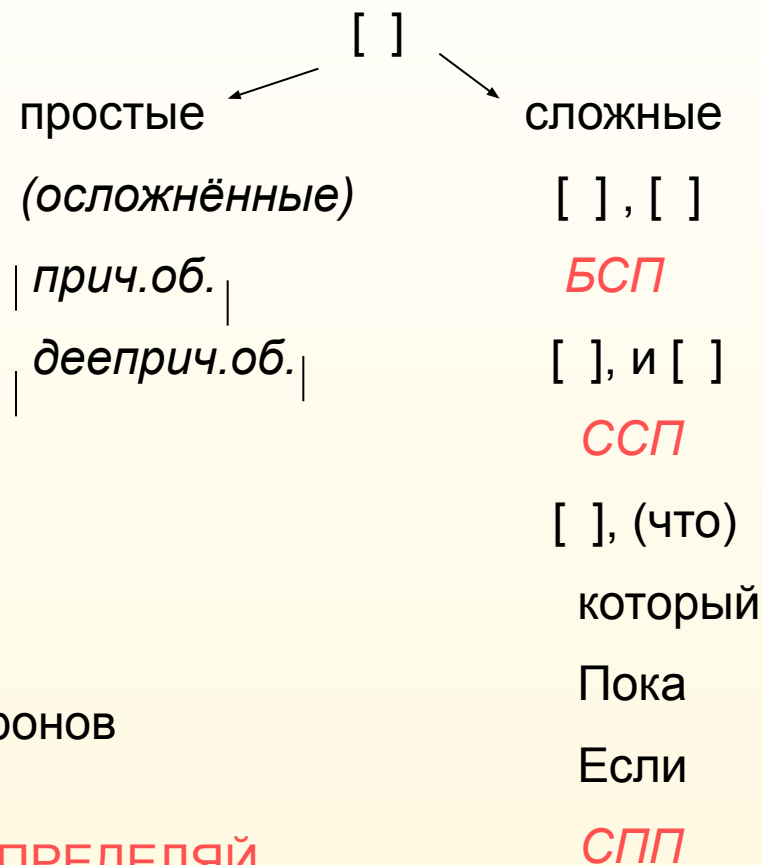 [ ]
простые сложные
(осложнённые) [ ] , [ ]
прич.об. БСП
дееприч.об. [ ], и [ ]
ССП
[ ], (что)
который
Пока
Если
СПП